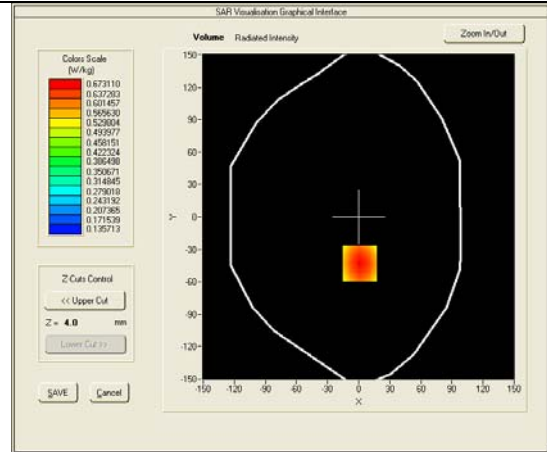 SAR Visualisation Graphical Interface
Volume Radiated Intensity
Zoom In/Out
Colors Scale
(W/kg)
0.673110
0.637283
0.601457
0.565630
0.529804
0.493977
0.458151
0.422324
0.386498
0.350671
0.314845
0.279018
0.243192
0.207365
0.171539
0.135713
Z Cuts Control
<< Upper Cut
Z = 4.0 mm
Lower Cut >>
SAVE Cancel
150-
120-
90-
60-
30-
0-
-30-
-60-
-90-
-120-
-150-
Y
-150 -120 -90 -60 -30 0 30 60 90 120 150
X